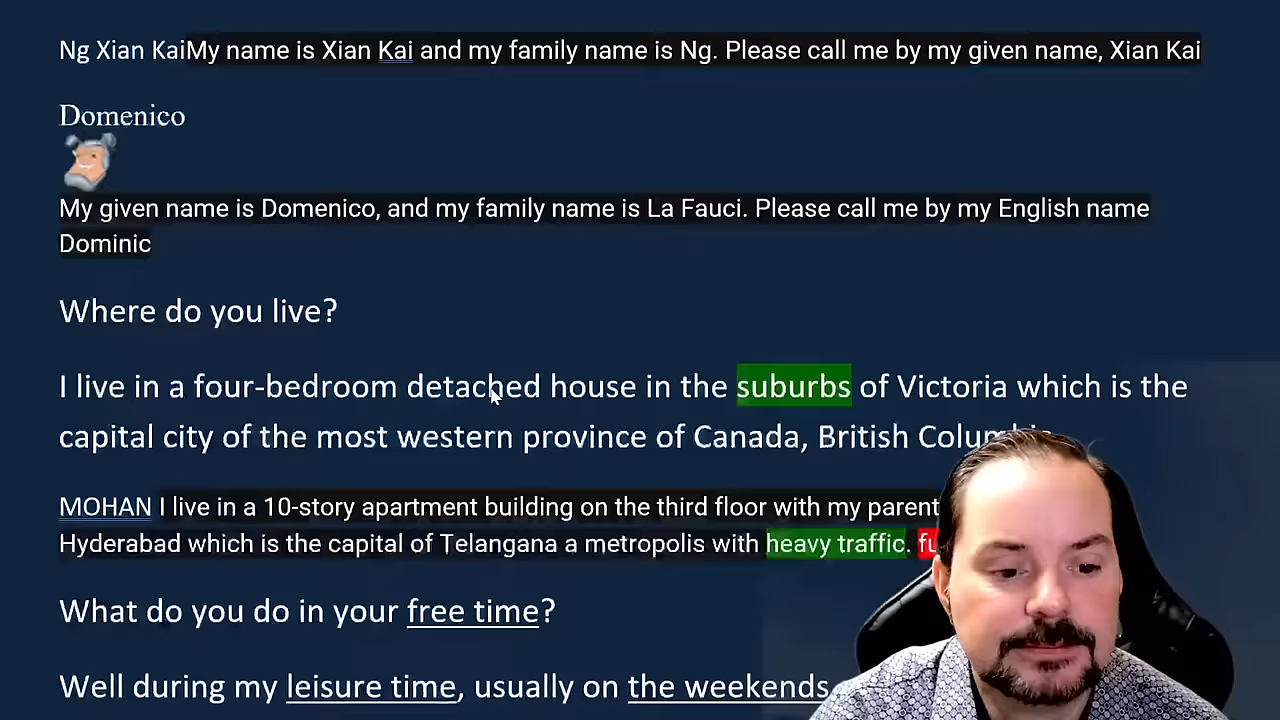 Ng Xian KaiMy name is Xian Kai and my family name is Ng. Please call me by my given name, Xian Kai
Domenico
My given name is Domenico, and my family name is La Fauci. Please call me by my English name
Dominic
Where do you live?
I live in a four-bedroom detached house in the suburbs of Victoria which is the
capital city of the most western province of Canada, British Columbia
MOHAN I live in a 10-story apartment building on the third floor with my parent
Hyderabad which is the capital of Telangana a metropolis with heavy traffic.
What do you do in your free time?
Well during my leisure time, usually on the weekends